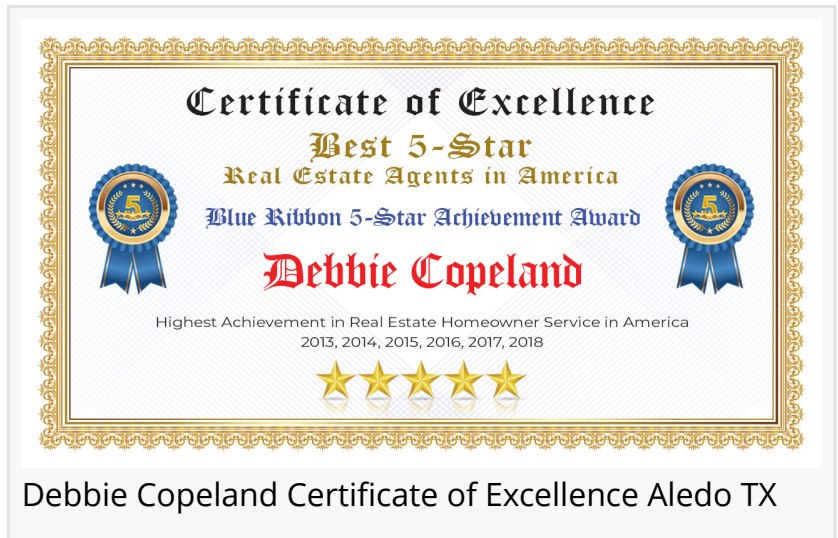 Certificate of Excellence
Best 5-Star
Real Estate Agents in America
Blue Ribbon 5-Star Achievement Award
Debbie Copeland
Highest Achievement in Real Estate Homeowner Service in America
2013, 2014, 2015, 2016, 2017, 2018
5
5
Debbie Copeland Certificate of Excellence Aledo TX